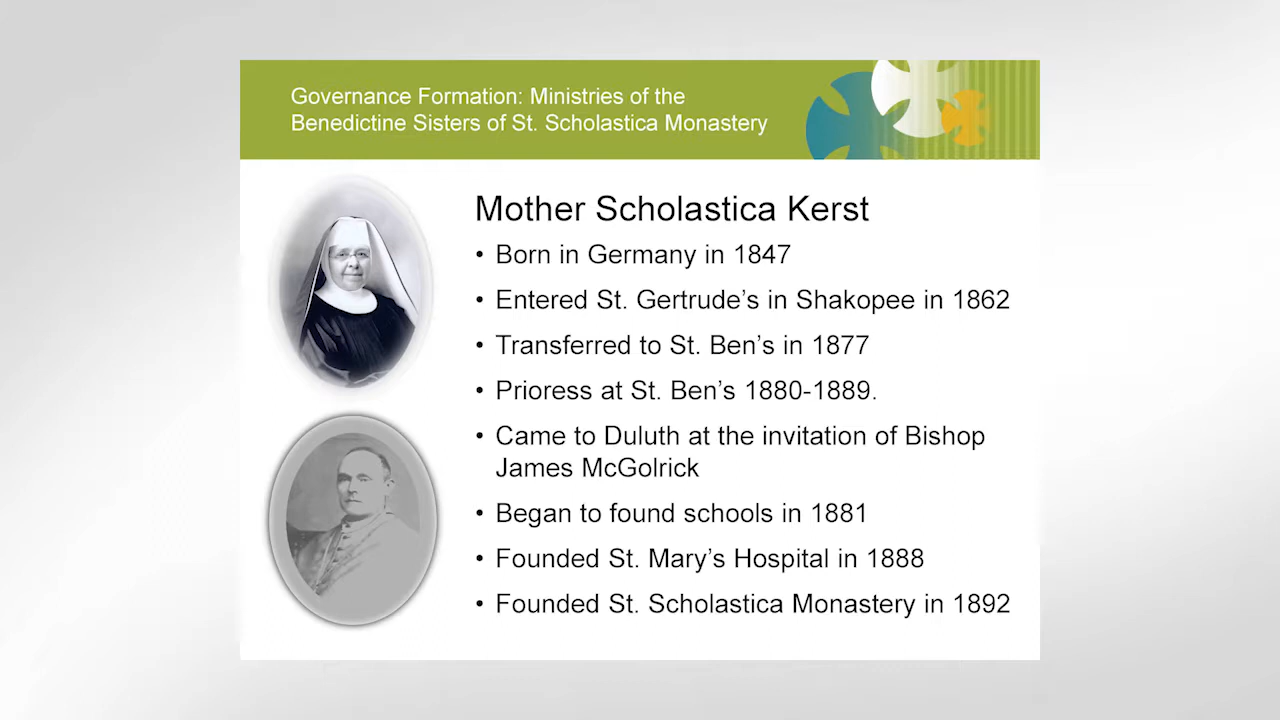 Governance Formation: Ministries of the
Benedictine Sisters of St. Scholastica Monastery
Mother Scholastica Kerst
• Born in Germany in 1847
• Entered St. Gertrude’s in Shakopee in 1862
• Transferred to St. Ben’s in 1877
• Prioress at St. Ben’s 1880-1889.
• Came to Duluth at the invitation of Bishop
James McGolrick
• Began to found schools in 1881
• Founded St. Mary’s Hospital in 1888
• Founded St. Scholastica Monastery in 1892